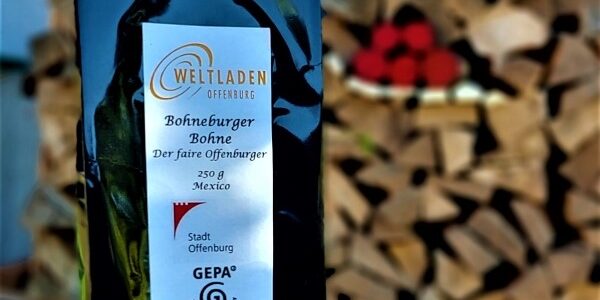 WELTLADEN
OFFENBURG
Bohneburger
Bohne
Der faire Offenburger
250 g
Mexico
Stadt
Offenburg
GEPA